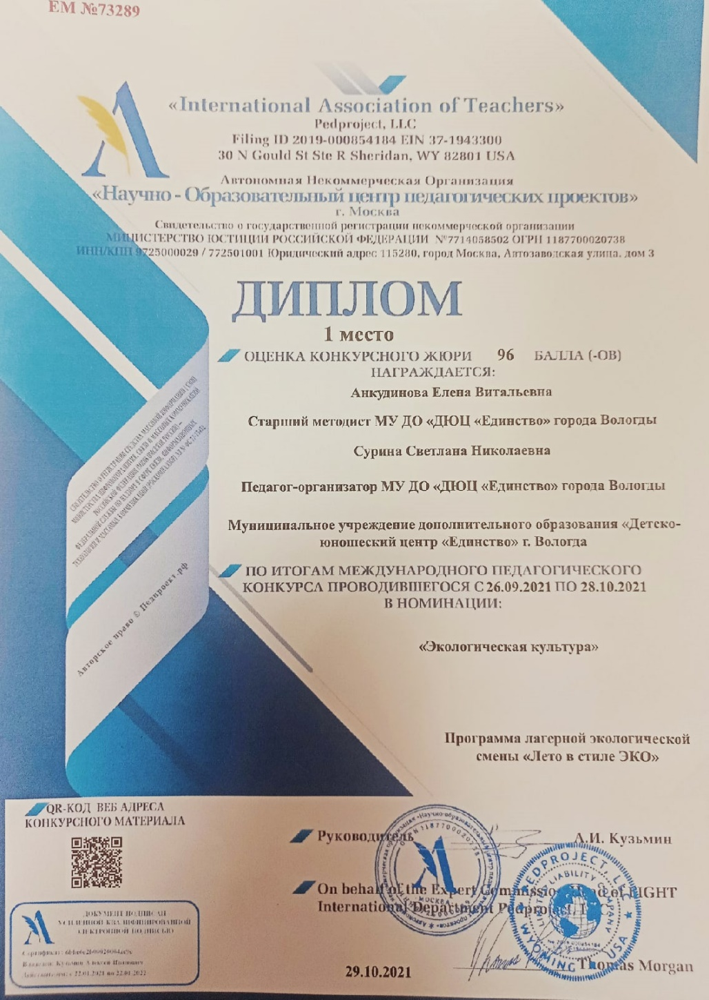 ЕМ №73289
«International Association of Teachers»
Pedproject, LLC
Filing ID 2019-000854184 EIN 37-1943300
30 N Gould St Ste R Sheridan, WY 82801 USA
Автономная Некоммерческая Организация
«Научно - Образовательный центр педагогических проектов»
г. Москва
Свидетельство о государственной регистрации некоммерческой организации
МИНИСТЕРСТВО ЮСТИЦИИ РОССИЙСКОЙ ФЕДЕРАЦИИ №7714058502 ОГРН 1187700020738
ИНН/КПП 9725000029 / 772501001 Юридический адрес 115280, город Москва, Автозаводская улица, дом 3
ДИПЛОМ
1 место
ОЦЕНКА КОНКУРСНОГО ЖЮРИ 96 БАЛЛА (-ОВ)
НАГРАЖДАЕТСЯ:
Анкудинова Елена Витальевна
Старший методист МУ ДО «ДЮЦ «Единство» города Вологды
Сурина Светлана Николаевна
Педагог-организатор МУ ДО «ДЮЦ «Единство» города Вологды
Муниципальное учреждение дополнительного образования «Детско-
юношеский центр «Единство» г. Вологда
ПО ИТОГАМ МЕЖДУНАРОДНОГО ПЕДАГОГИЧЕСКОГО
КОНКУРСА ПРОВОДИВШЕГОСЯ С 26.09.2021 ПО 28.10.2021
В НОМИНАЦИИ:
«Экологическая культура»
Программа лагерной экологической
смены «Лето в стиле ЭКО»
Авторское право © Педпроект.рф
QR-КОД ВЕБ АДРЕСА
КОНКУРСНОГО МАТЕРИАЛА
Руководитель
А.И. Кузьмин
On behalf of the Expert Commission Head of RIGHT
International Department Pedproject, LLC
Thomas Morgan
29.10.2021
ДОКУМЕНТ ПОДПИСАН
УСИЛЕННОЙ КВАЛИФИЦИРОВАННОЙ
ЭЛЕКТРОННОЙ ПОДПИСЬЮ
Сертификат:
Владелец: Кузьмин Алексей Иванович
Действителен: с 22.01.2021 по 22.01.2022
PEDPROJECT, LLC
LIMITED LIABILITY COMPANY
WYOMING USA
МОСКВА